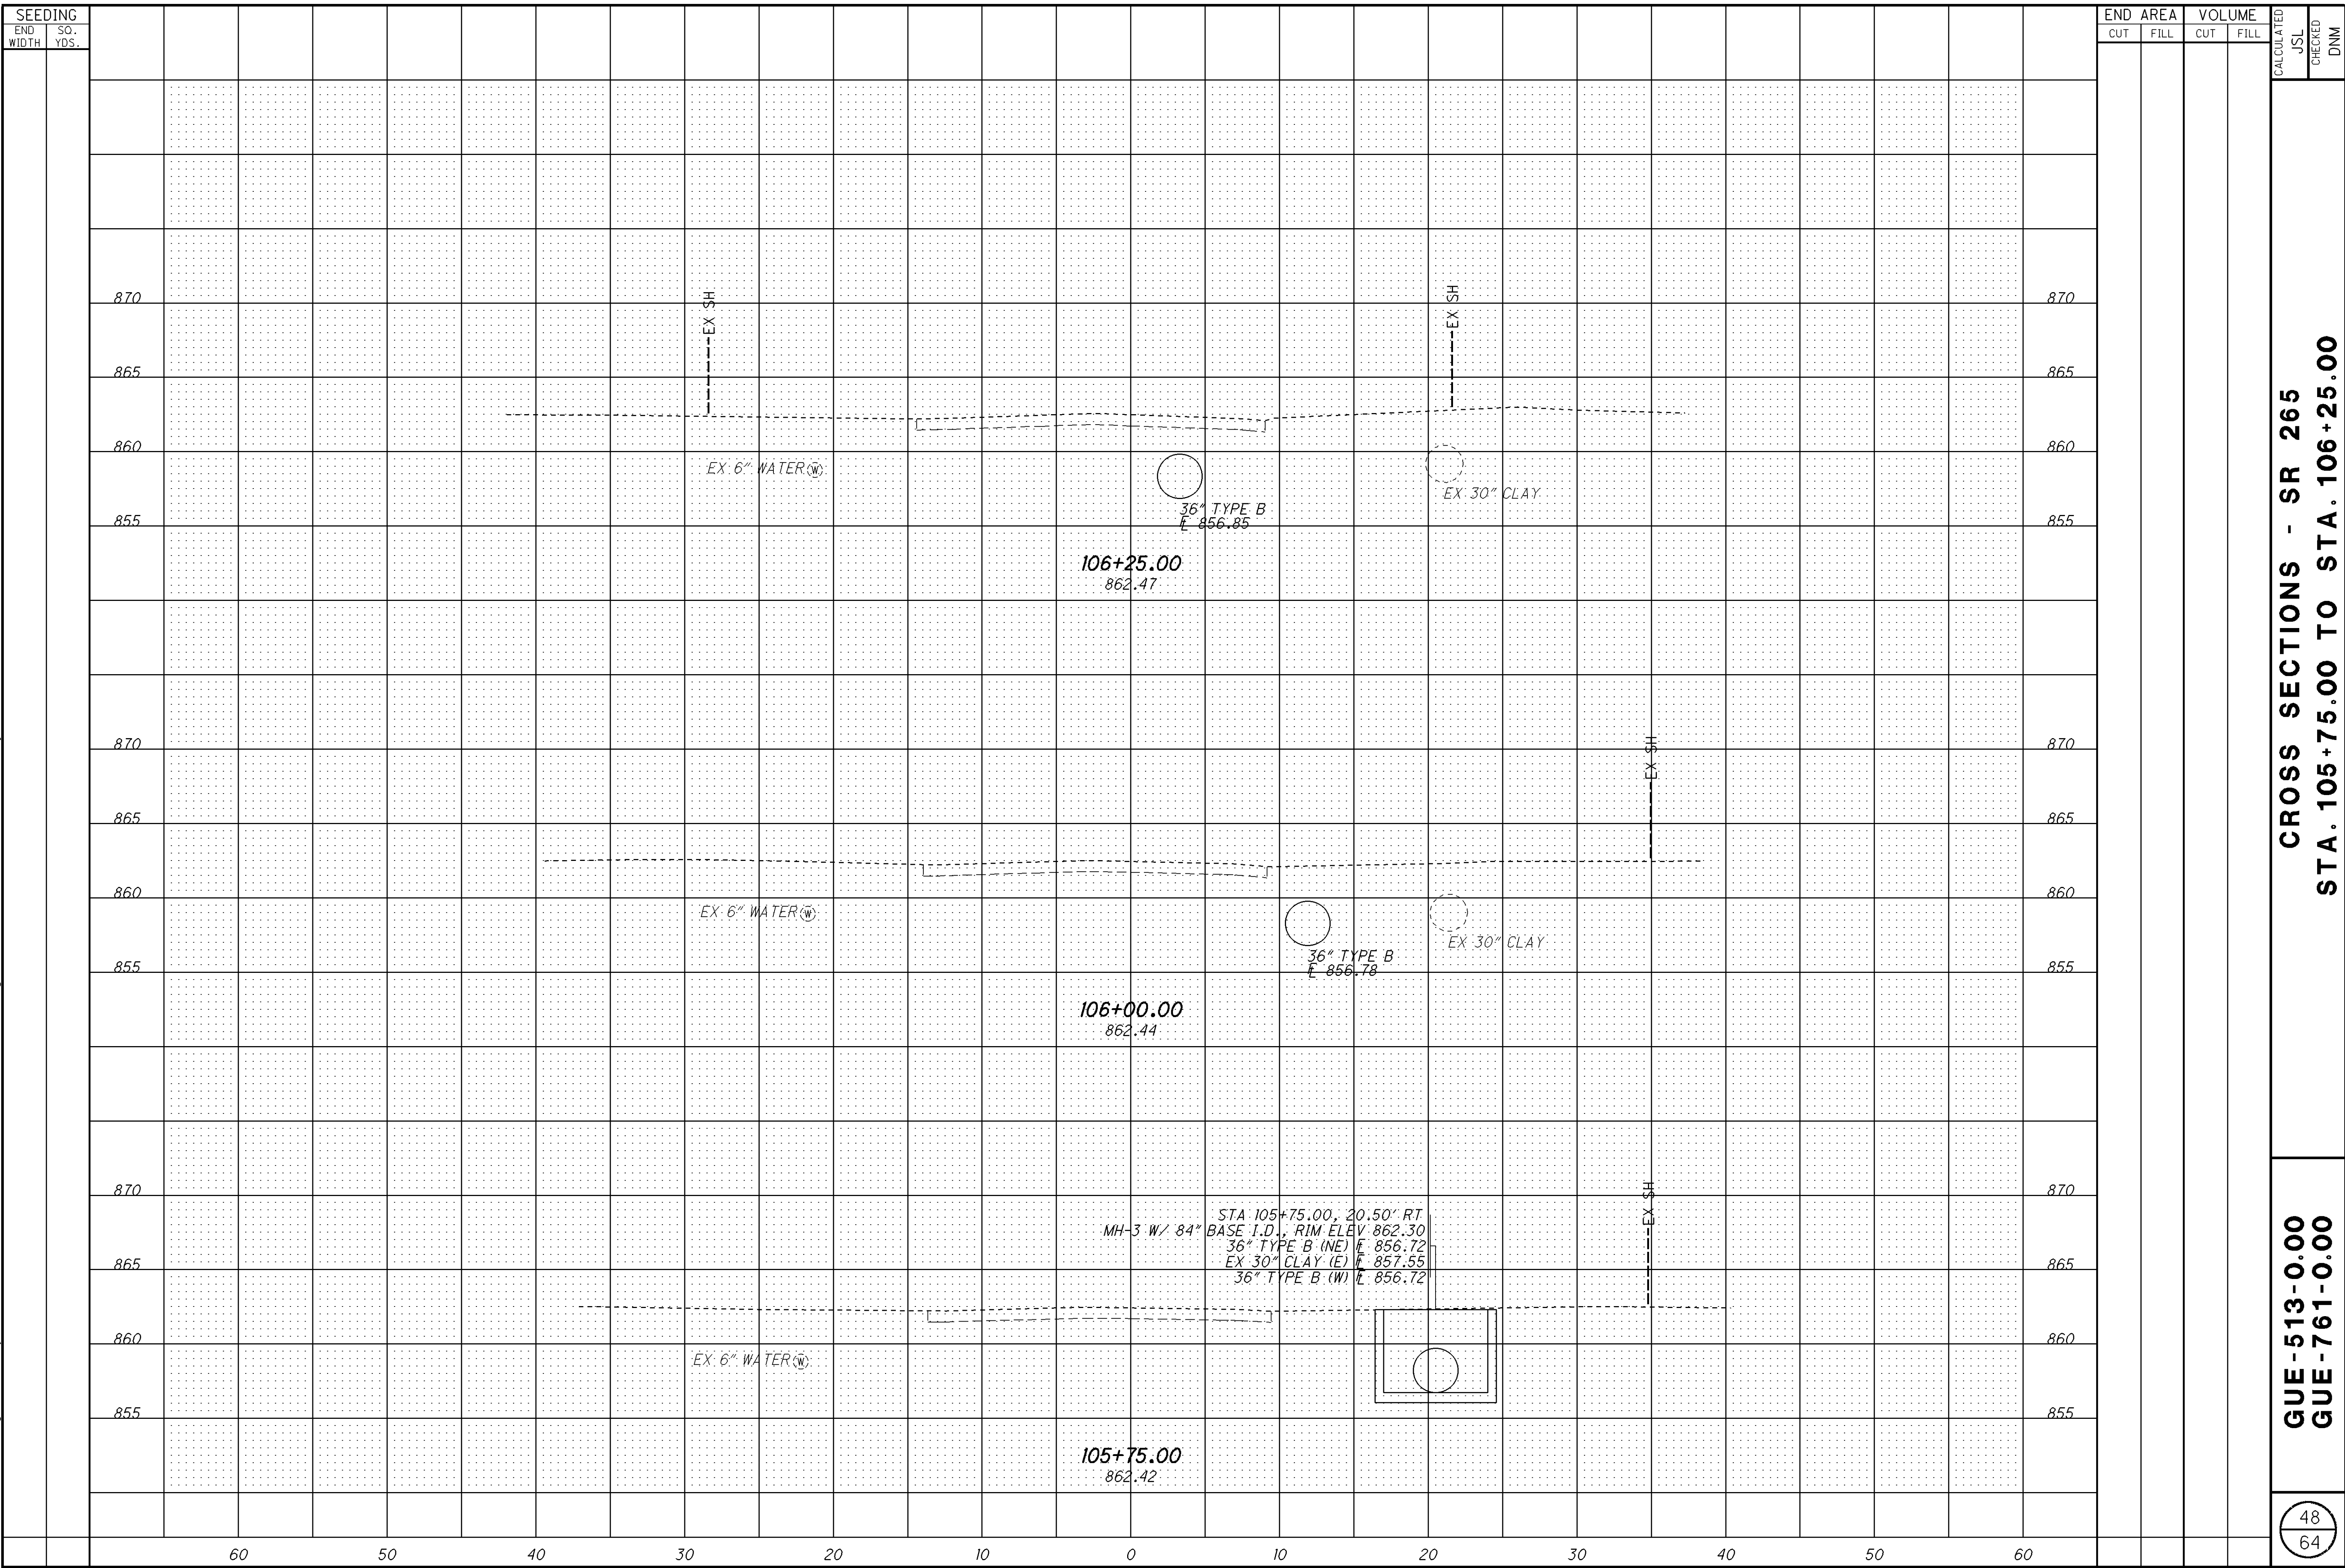 SEEDING
END WIDTH
SQ. YDS.
END AREA
VOLUME
CUT
FILL
CUT
FILL
CALCULATED
JSL
CHECKED
DNM
EX SH
EX SH
870
870
865
865
860
860
EX 6" WATER W
EX 30" CLAY
36" TYPE B
855
℄ 856.85
855
106+25.00
862.47
EX SH
870
870
865
865
860
860
EX 6" WATER W
EX 30" CLAY
36" TYPE B
855
℄ 856.78
855
106+00.00
862.44
EX SH
870
870
STA 105+75.00, 20.50' RT
MH-3 W/ 84" BASE I.D., RIM ELEV 862.30
36" TYPE B (NE) ℄ 856.72
865
EX 30" CLAY (E) ℄ 857.55
865
36" TYPE B (W) ℄ 856.72
860
860
EX 6" WATER W
855
855
105+75.00
862.42
60
50
40
30
20
10
0
10
20
30
40
50
60
CROSS SECTIONS - SR 265
STA. 105+75.00 TO STA. 106+25.00
GUE-513-0.00
GUE-761-0.00
48
64